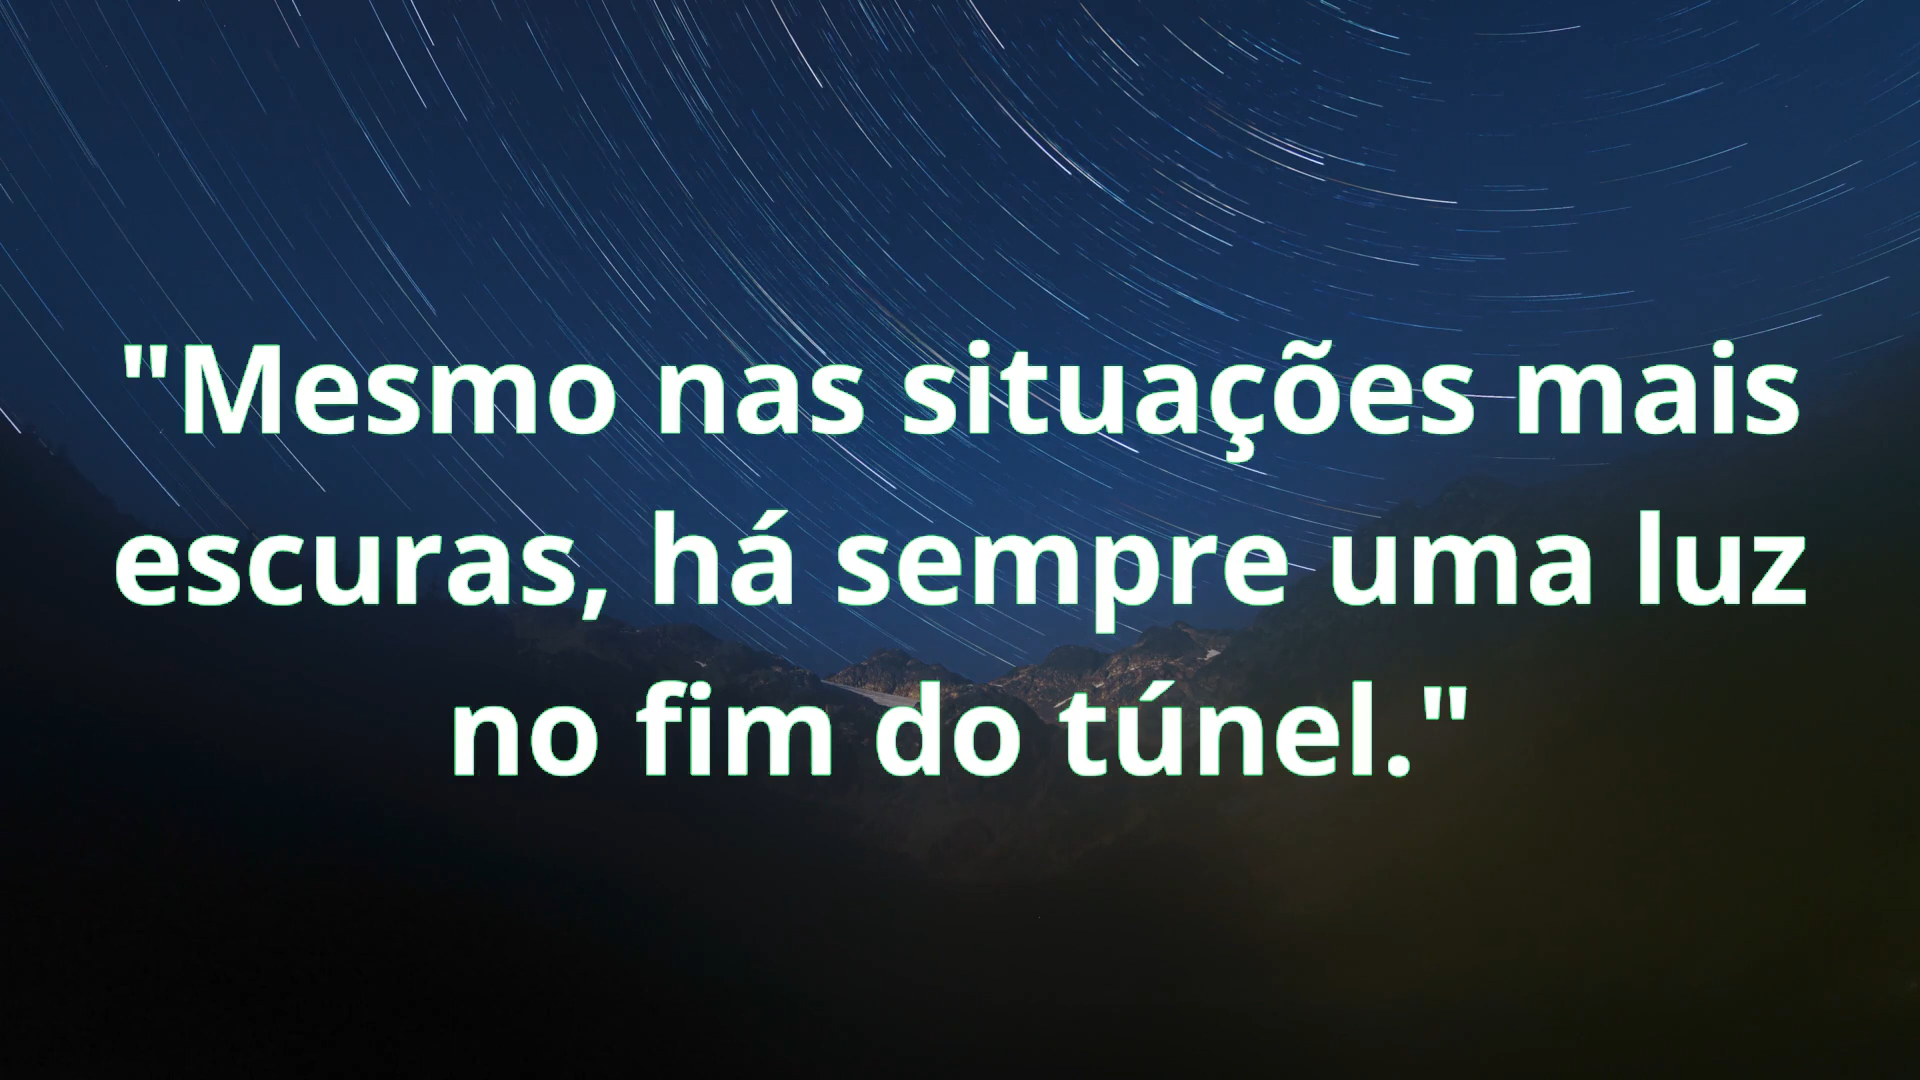 "Mesmo nas situações mais
escuras, há sempre uma luz
no fim do túnel."